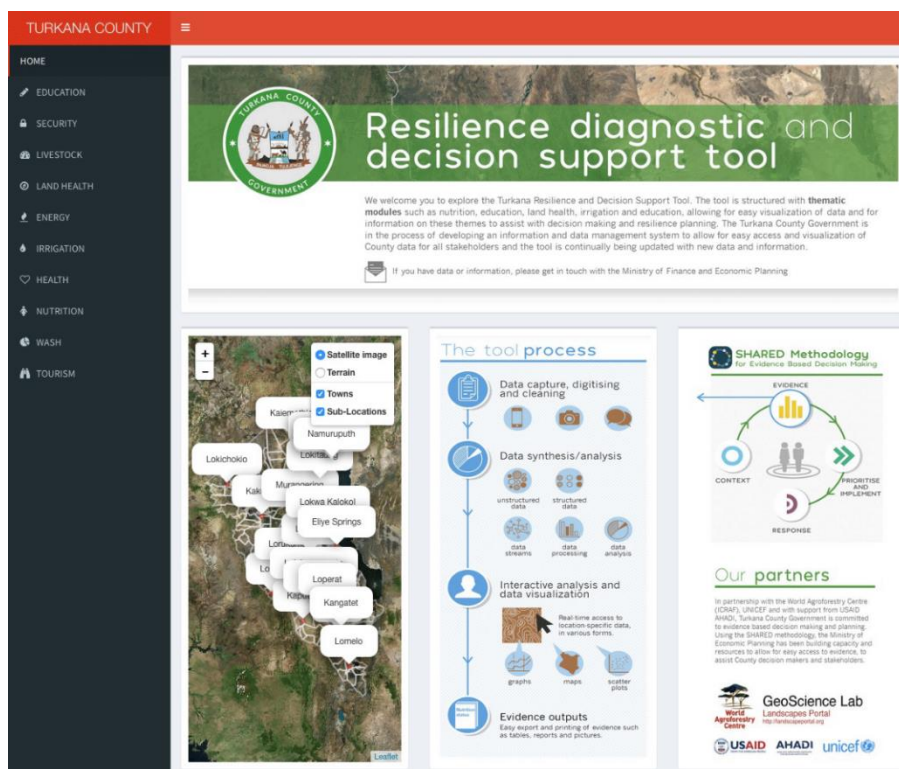 TURKANA COUNTY
HOME
EDUCATION
SECURITY
LIVESTOCK
LAND HEALTH
ENERGY
IRRIGATION
HEALTH
NUTRITION
WASH
TOURISM
TURKANA COUNTY
GOVERNMENT
Resilience diagnostic and
decision support tool
We welcome you to explore the Turkana Resilience and Decision Support Tool. The tool is structured with thematic
modules such as nutrition, education, land health, irrigation and education, allowing for easy visualization of data and for
information on these themes to assist with decision making and resilience planning. The Turkana County Government is
in the process of developing an information and data management system to allow for easy access and visualization of
County data for all stakeholders and the tool is continually being updated with new data and information.
If you have data or information, please get in touch with the Ministry of Finance and Economic Planning
+
−
Satellite image
Terrain
Towns
Sub-Locations
Namuruputh
Lokichokio
Lokwa Kalokol
Eliye Springs
Loperat
Kangatet
Lomelo
Leaflet
The tool process
Data capture, digitising
and cleaning
Data synthesis/analysis
unstructured
data
structured
data
data
streams
data
processing
data
analysis
Interactive analysis and
data visualization
Real-time access to
location-specific data,
in various forms.
graphs
maps
scatter
plots
Evidence outputs
Easy export and printing of evidence such
as tables, reports and pictures.
SHARED Methodology
for Evidence Based Decision Making
EVIDENCE
CONTEXT
PRIORITISE
AND
IMPLEMENT
RESPONSE
Our partners
In partnership with the World Agroforestry Centre
(ICRAF), UNICEF and with support from USAID
AHADI, Turkana County Government is committed
to evidence based decision making and planning.
Using the SHARED methodology, the Ministry of
Economic Planning has been building capacity and
resources to allow for easy access to evidence, to
assist County decision makers and stakeholders.
World
Agroforestry
Centre
GeoScience Lab
Landscapes Portal
http://landscapeportal.org
USAID
AHADI
unicef